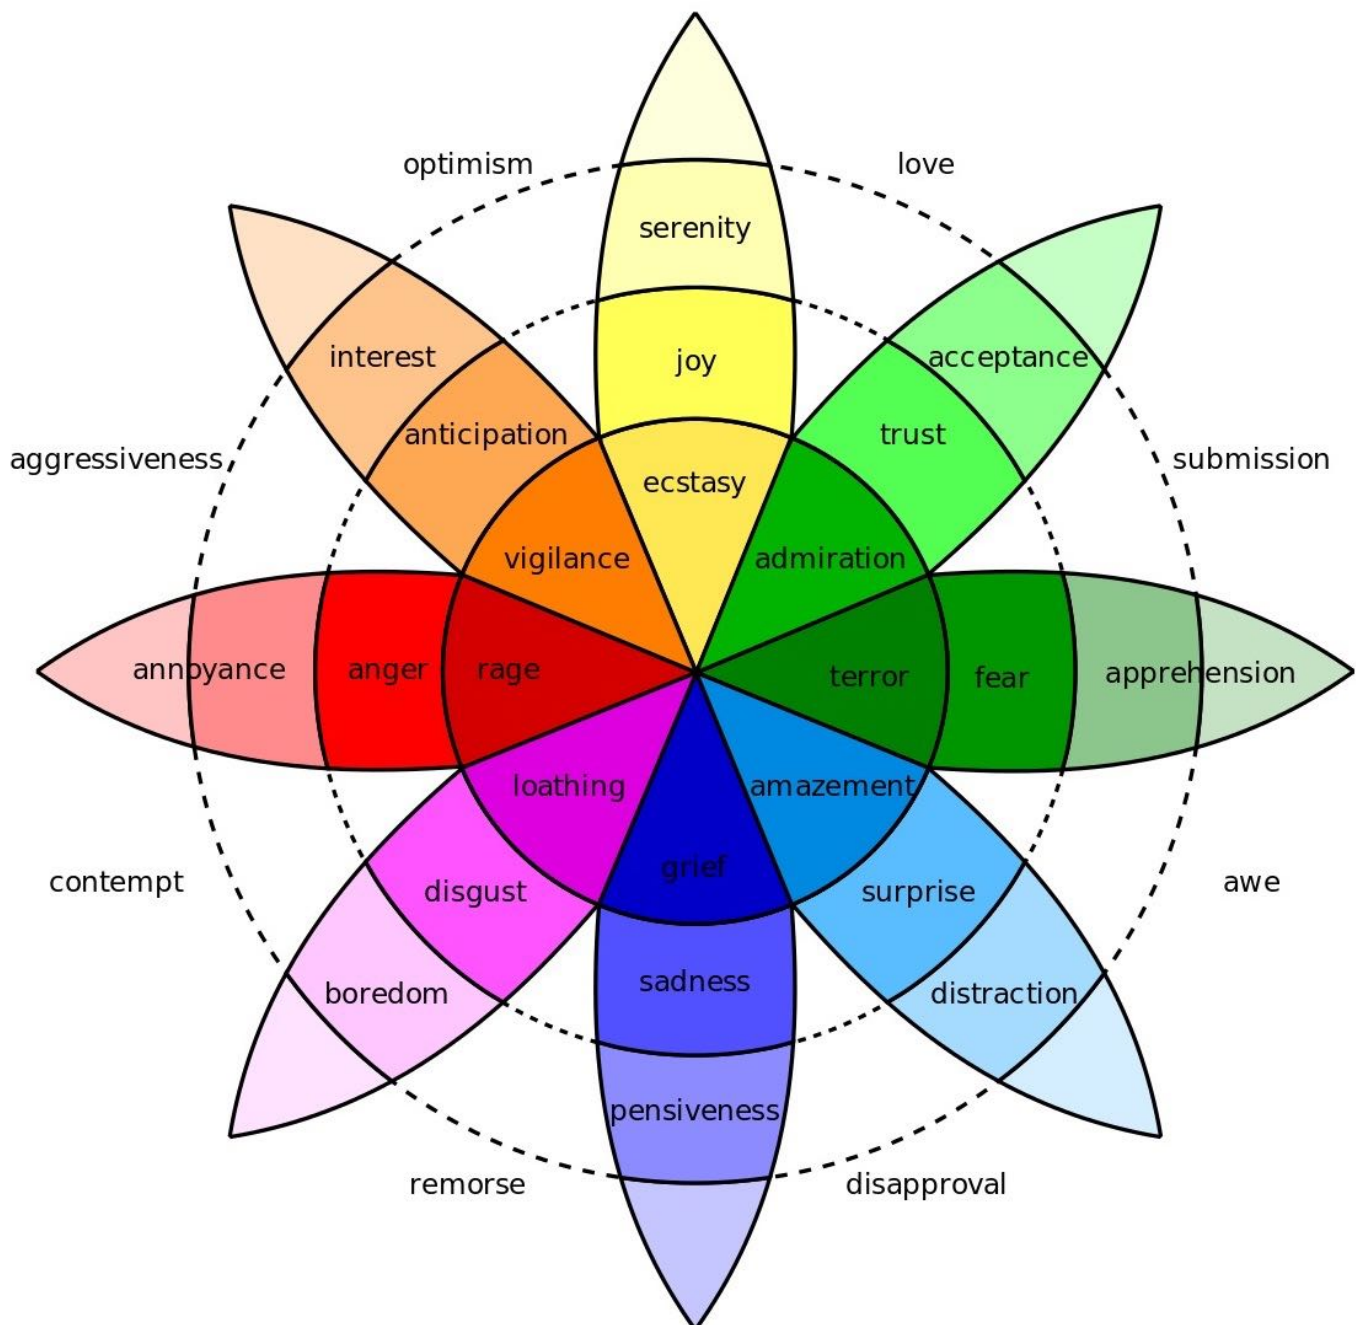 optimism
love
serenity
interest
acceptance
joy
anticipation
trust
aggressiveness
submission
ecstasy
vigilance
admiration
annoyance
anger
rage
terror
fear
apprehension
loathing
amazement
grief
contempt
awe
disgust
surprise
sadness
boredom
distraction
pensiveness
remorse
disapproval